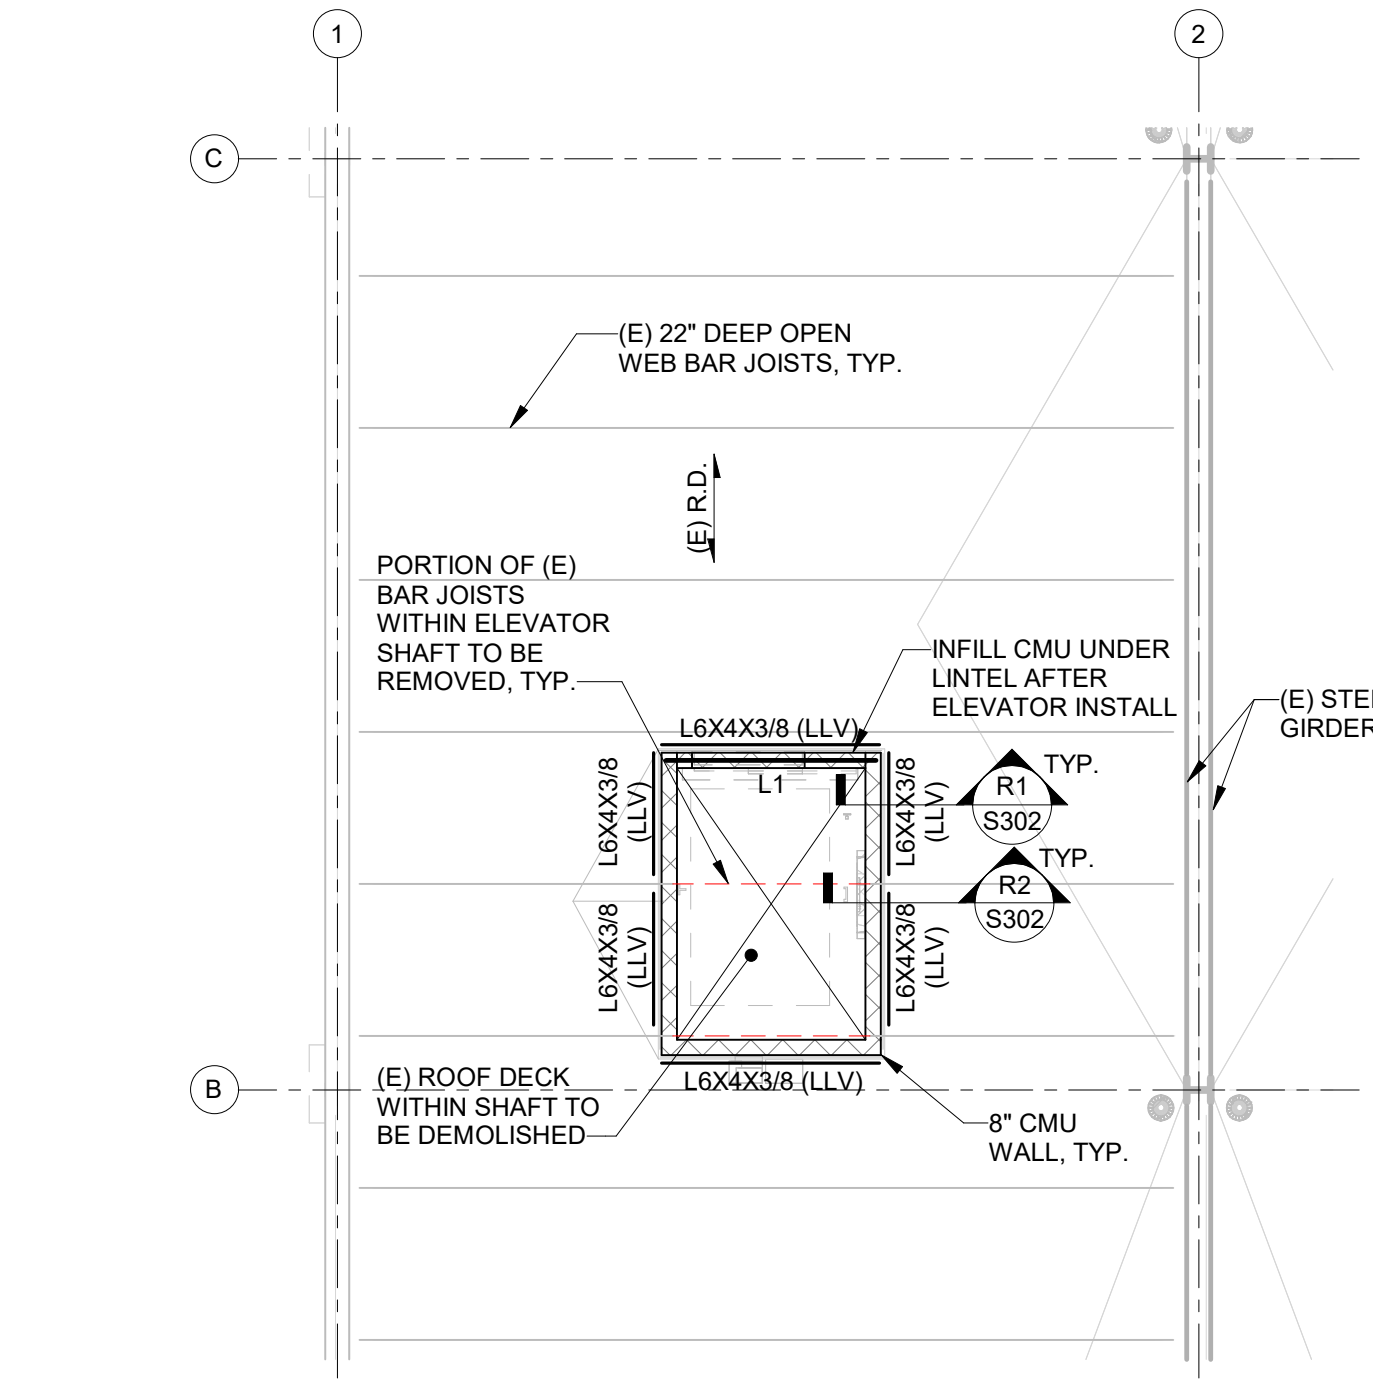 1
2
C
(E) 22" DEEP OPEN
WEB BAR JOISTS, TYP.
(E) R.D.
PORTION OF (E)
BAR JOISTS
WITHIN ELEVATOR
SHAFT TO BE
REMOVED, TYP.
INFILL CMU UNDER
LINTEL AFTER
ELEVATOR INSTALL
(E) STE
GIRDER
L6X4X3/8 (LLV)
L6X4X3/8
(LLV)
L1
L6X4X3/8
(LLV)
R1
S302
TYP.
R2
S302
TYP.
L6X4X3/8
(LLV)
L6X4X3/8
(LLV)
L6X4X3/8 (LLV)
B
(E) ROOF DECK
WITHIN SHAFT TO
BE DEMOLISHED
8" CMU
WALL, TYP.